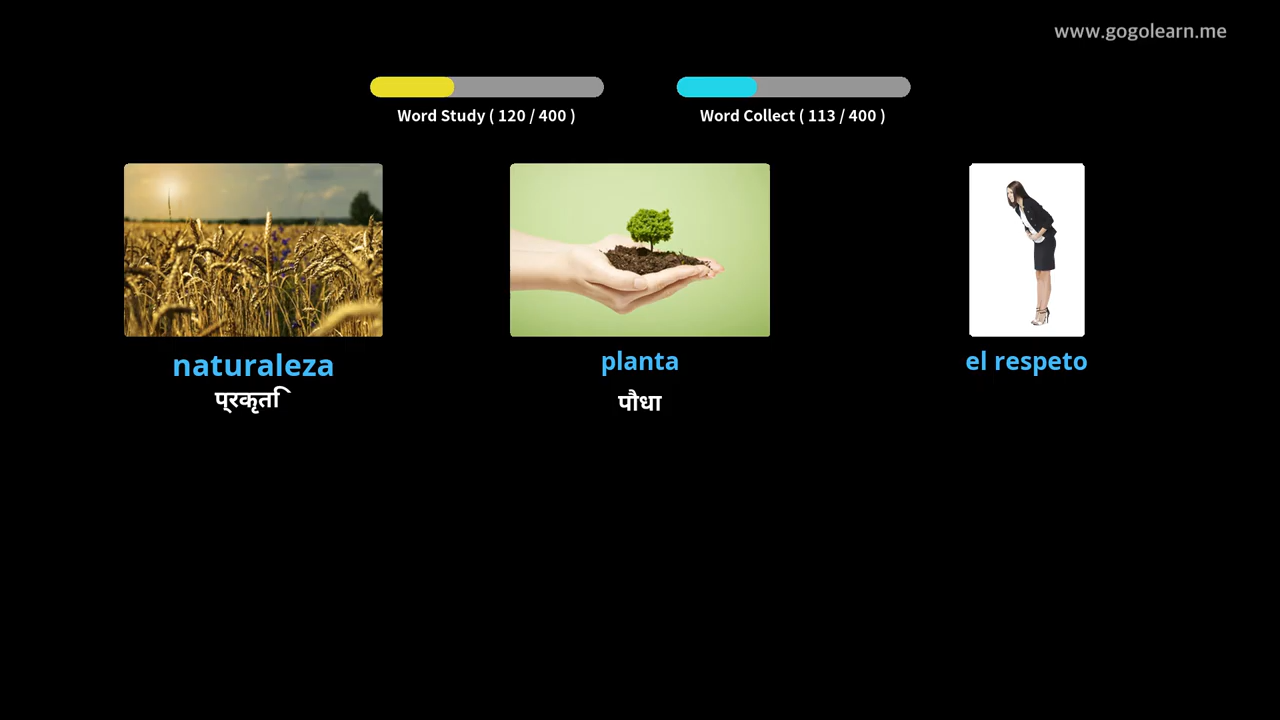 www.gogolearn.me
Word Study ( 120 / 400 )
Word Collect ( 113 / 400 )
naturaleza
प्रकृति
planta
पौधा
el respeto